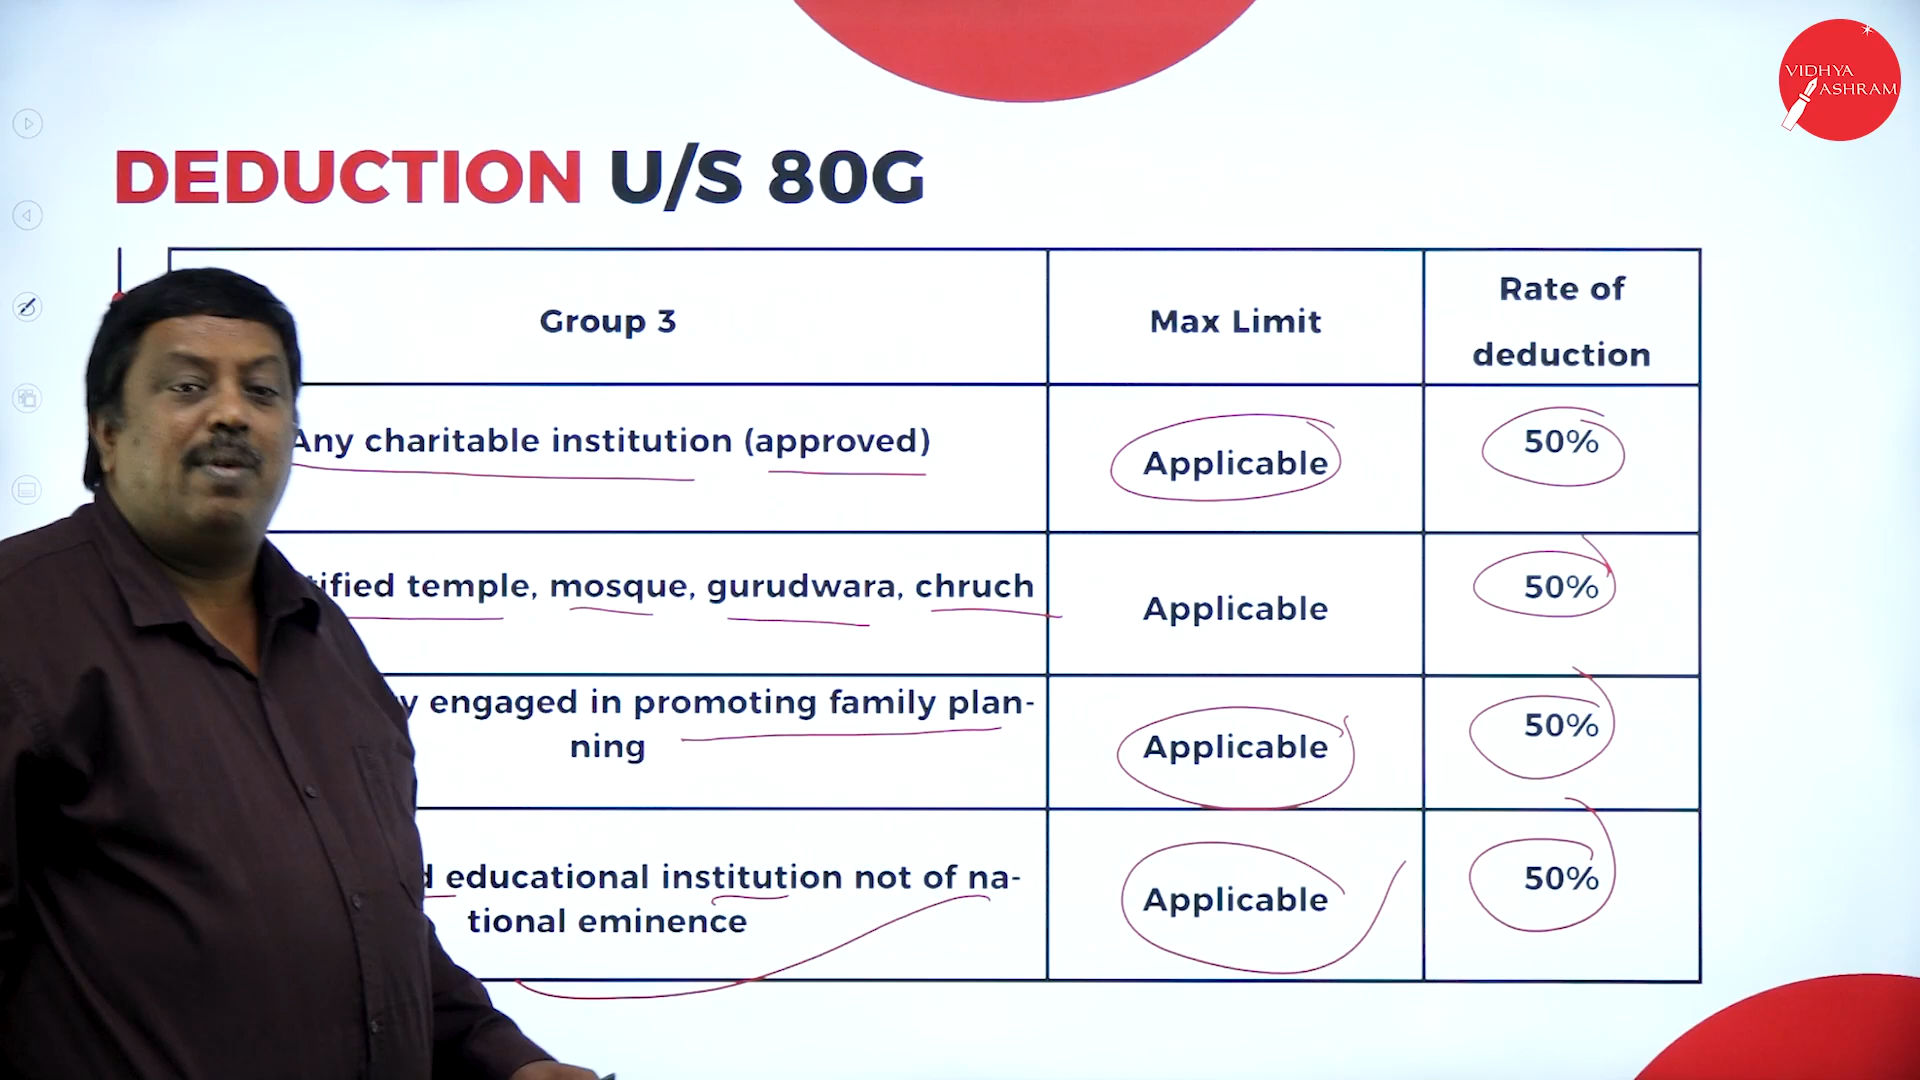 VIDHYA
ASHRAM
DEDUCTION U/S 80G
Group 3
Max Limit
Rate of
deduction
Any charitable institution (approved)
Applicable
50%
temple, mosque, gurudwara, chruch
Applicable
50%
engaged in promoting family plan-
ning
Applicable
50%
educational institution not of na-
tional eminence
Applicable
50%